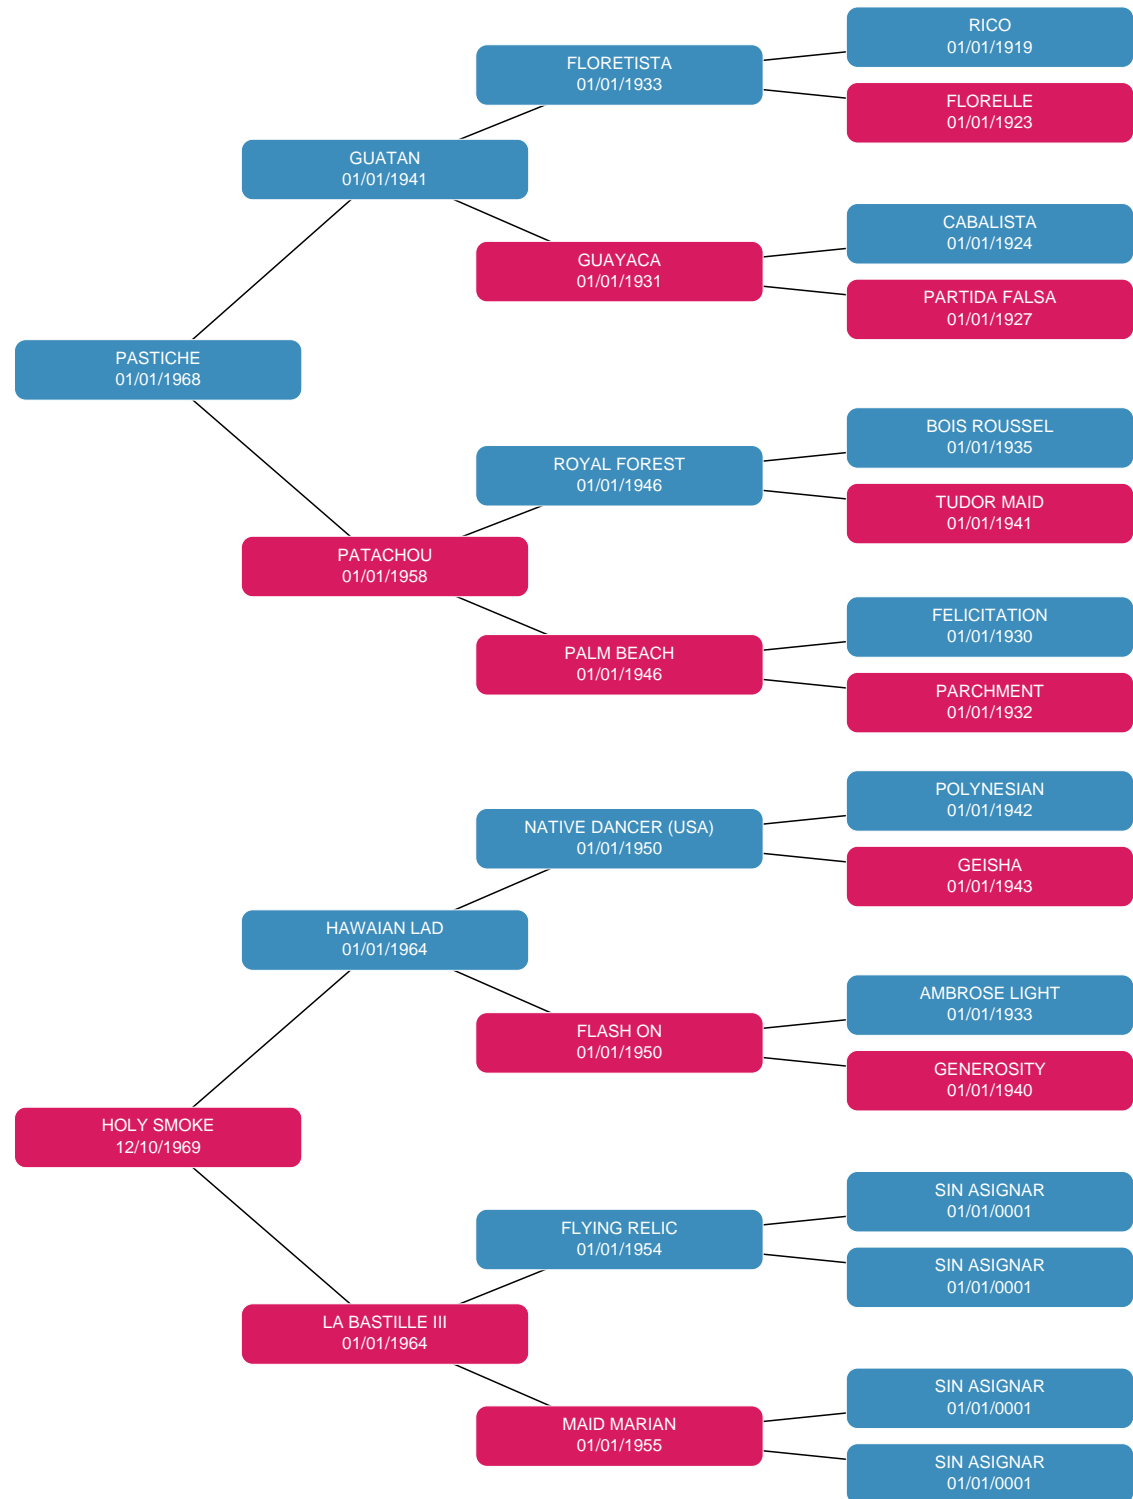 RICO
01/01/1919
FLORETISTA
01/01/1933
FLORELLE
01/01/1923
GUATAN
01/01/1941
CABALISTA
01/01/1924
GUAYACA
01/01/1931
PARTIDA FALSA
01/01/1927
PASTICHE
01/01/1968
BOIS ROUSSEL
01/01/1935
ROYAL FOREST
01/01/1946
TUDOR MAID
01/01/1941
PATACHOU
01/01/1958
FELICITATION
01/01/1930
PALM BEACH
01/01/1946
PARCHMENT
01/01/1932
POLYNESIAN
01/01/1942
NATIVE DANCER (USA)
01/01/1950
GEISHA
01/01/1943
HAWAIAN LAD
01/01/1964
AMBROSE LIGHT
01/01/1933
FLASH ON
01/01/1950
GENEROSITY
01/01/1940
HOLY SMOKE
12/10/1969
SIN ASIGNAR
01/01/0001
FLYING RELIC
01/01/1954
SIN ASIGNAR
01/01/0001
LA BASTILLE III
01/01/1964
SIN ASIGNAR
01/01/0001
MAID MARIAN
01/01/1955
SIN ASIGNAR
01/01/0001